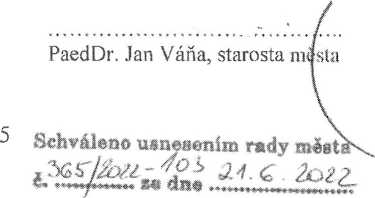 PaedDr. Jan Váňa, starosta města
5
Schváleno usnesením rady města
č. 365/2022-103 ze dne 21.6.2022